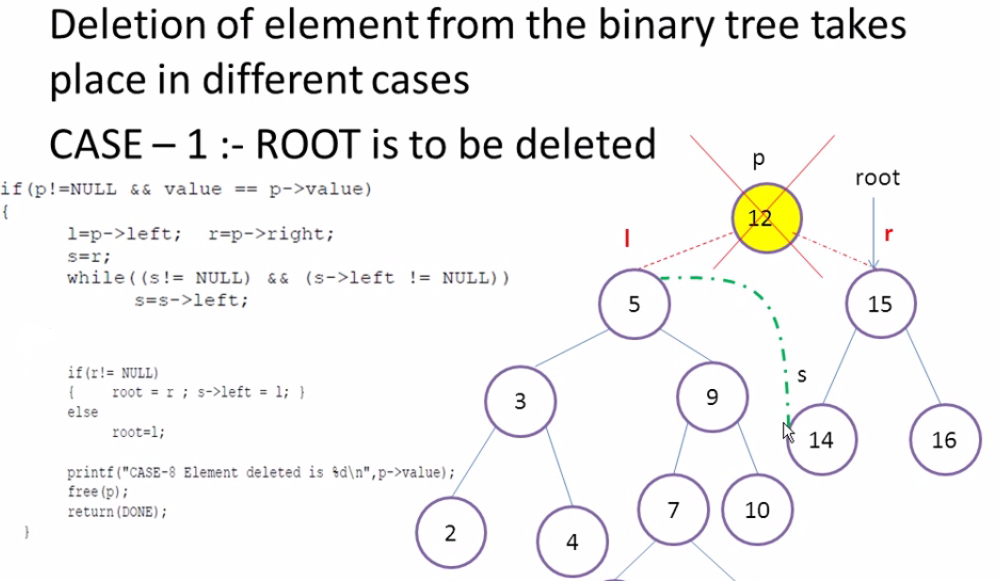 Deletion of element from the binary tree takes
place in different cases
CASE – 1 :- ROOT is to be deleted
if(p!=NULL && value == p->value)
{
l=p->left; r=p->right;
s=r;
while((s!= NULL) && (s->left != NULL))
s=s->left;
if(r!= NULL)
{ root = r ; s->left = l; }
else
root=l;
printf("CASE-8 Element deleted is %d\n",p->value);
free(p);
return(DONE);
}
p
root
12
l
r
5
15
s
3
9
14
16
2
4
7
10